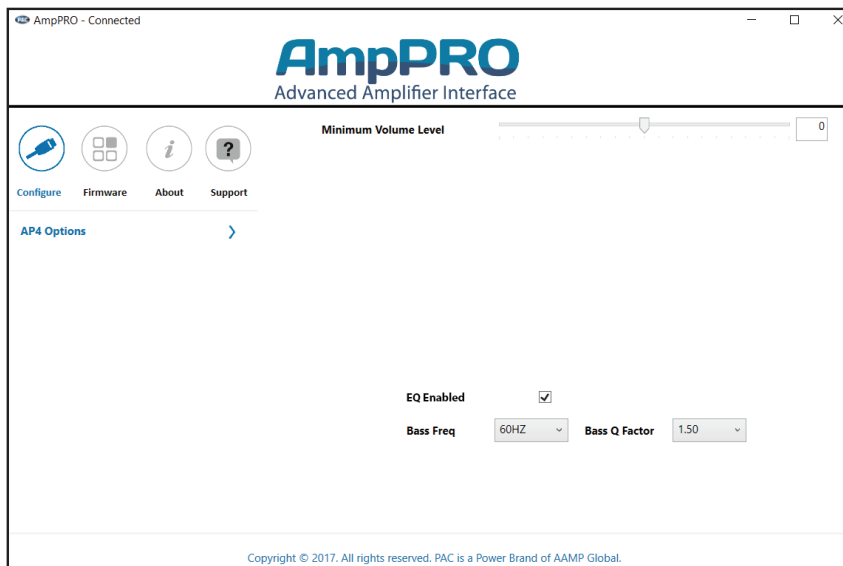 PAC AmpPRO - Connected
AmpPRO
Advanced Amplifier Interface
Minimum Volume Level 0
Configure Firmware About Support
AP4 Options
EQ Enabled
Bass Freq 60HZ Bass Q Factor 1.50
Copyright © 2017. All rights reserved. PAC is a Power Brand of AAMP Global.